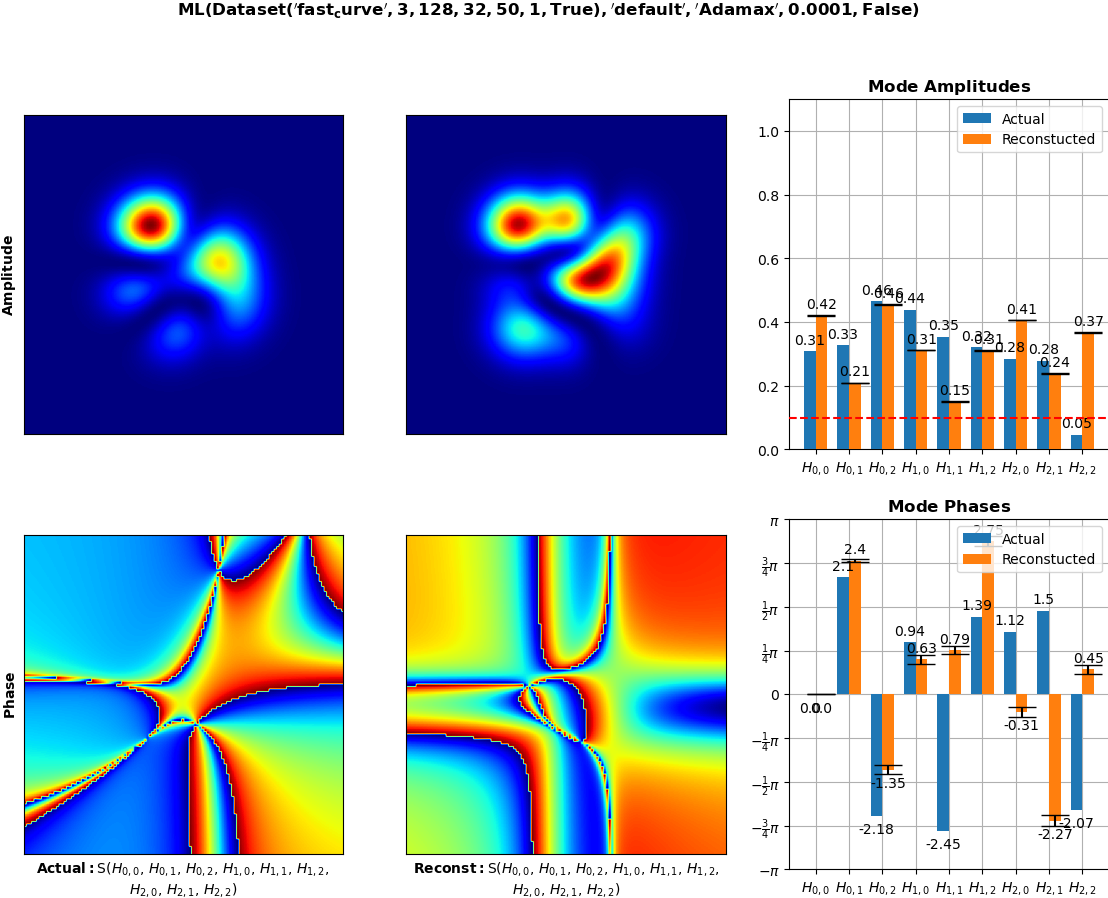 ML(Dataset('fast_curve', 3, 128, 32, 50, 1, True), 'default', 'Adamax', 0.0001, False)
Amplitude
Mode Amplitudes
Actual
Reconstucted
1.0
0.8
0.6
0.4
0.2
0.0
0.31 0.42 0.33 0.21 0.46 0.46 0.44 0.31 0.35 0.15 0.32 0.31 0.28 0.41 0.28 0.24 0.05 0.37
H0,0 H0,1 H0,2 H1,0 H1,1 H1,2 H2,0 H2,1 H2,2
Phase
Mode Phases
Actual
Reconstucted
π
3/4π
1/2π
1/4π
0
−1/4π
−1/2π
−3/4π
−π
0.0 0.0 2.1 2.4 -2.18 -1.35 0.94 0.63 -2.45 0.79 1.39 2.75 1.12 -0.31 1.5 -2.27 -2.07 0.45
H0,0 H0,1 H0,2 H1,0 H1,1 H1,2 H2,0 H2,1 H2,2
Actual: S(H0,0, H0,1, H0,2, H1,0, H1,1, H1,2,
H2,0, H2,1, H2,2)
Reconst: S(H0,0, H0,1, H0,2, H1,0, H1,1, H1,2,
H2,0, H2,1, H2,2)